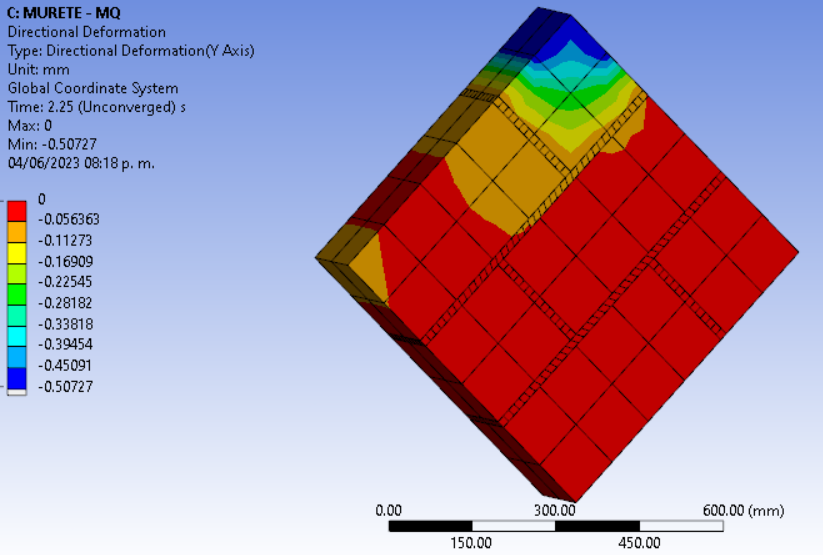 C: MURETE - MQ
Directional Deformation
Type: Directional Deformation(Y Axis)
Unit: mm
Global Coordinate System
Time: 2.25 (Unconverged) s
Max: 0
Min: -0.50727
04/06/2023 08:18 p. m.
0
-0.056363
-0.11273
-0.16909
-0.22545
-0.28182
-0.33818
-0.39454
-0.45091
-0.50727
0.00 300.00 600.00 (mm)
150.00 450.00